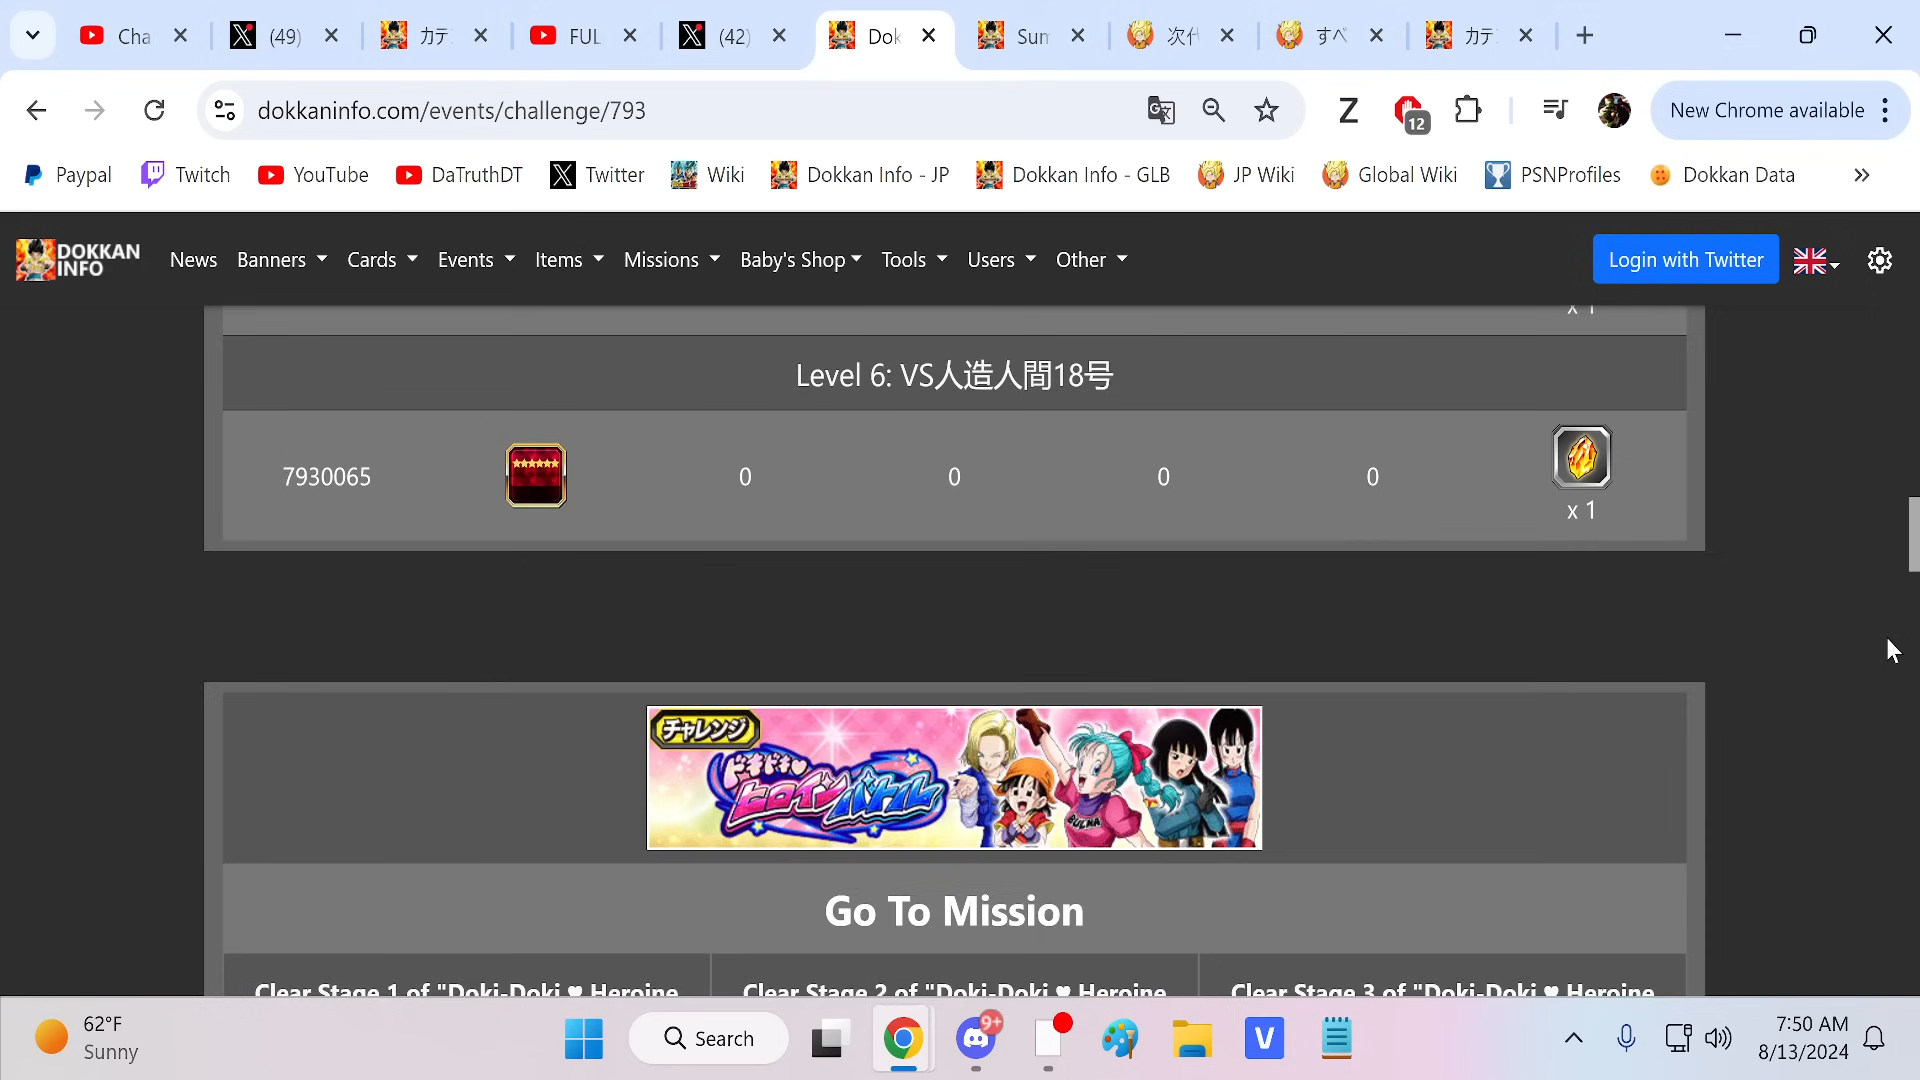 Cha
(49)
カテ
FUL
(42)
Dok
Sum
次代
すべ
カテ
dokkaninfo.com/events/challenge/793
12
New Chrome available
Paypal
Twitch
YouTube
DaTruthDT
Twitter
Wiki
Dokkan Info - JP
Dokkan Info - GLB
JP Wiki
Global Wiki
PSNProfiles
Dokkan Data
DOKKAN
INFO
News
Banners
Cards
Events
Items
Missions
Baby's Shop
Tools
Users
Other
Login with Twitter
x 1
Level 6: VS人造人間18号
7930065
0
0
0
0
x 1
チャレンジ
ドキドキ♥
ヒロインバトル
BULMA
Go To Mission
Clear Stage 1 of "Doki-Doki ♥ Heroine
Clear Stage 2 of "Doki-Doki ♥ Heroine
Clear Stage 3 of "Doki-Doki ♥ Heroine
62°F
Sunny
Search
9+
V
7:50 AM
8/13/2024